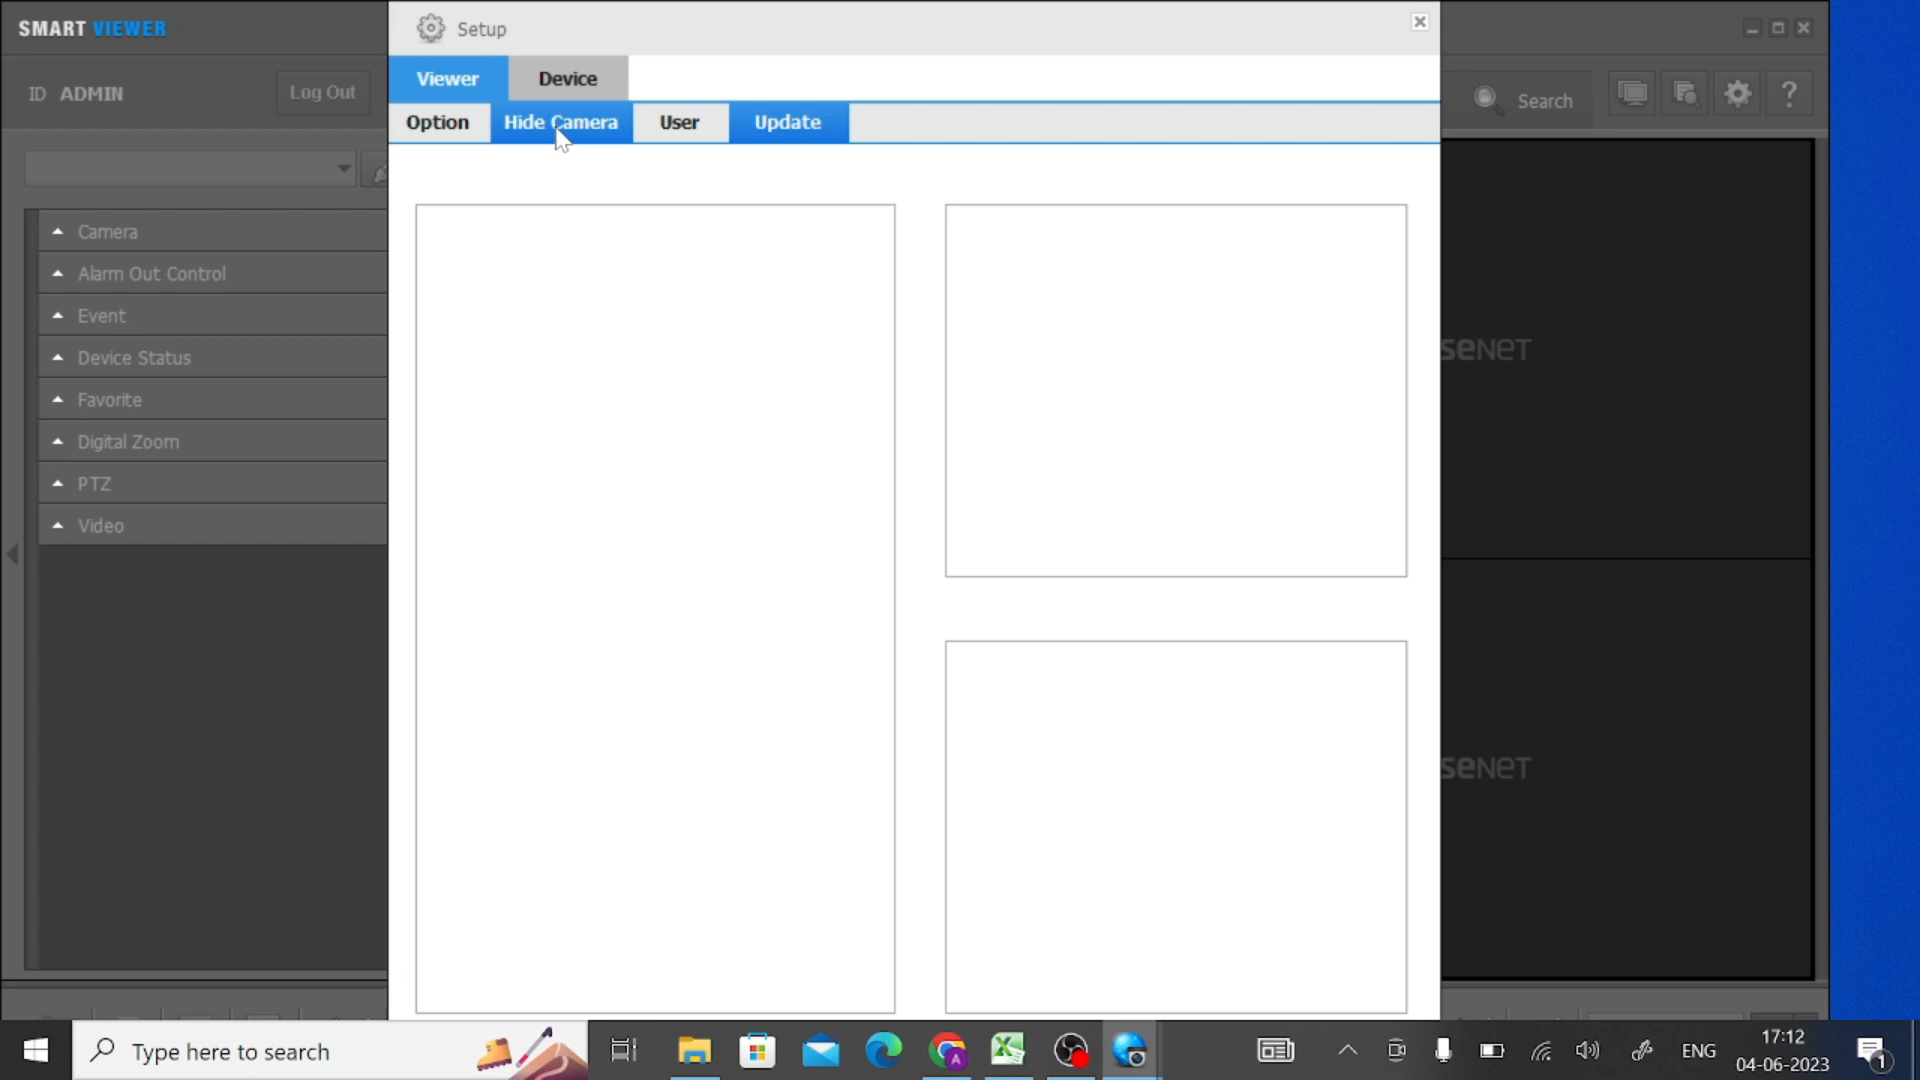 SMART VIEWER
Setup
ID ADMIN
Log Out
Viewer
Device
Search
?
Option
Hide Camera
User
Update
Camera
Alarm Out Control
Event
Device Status
Favorite
Digital Zoom
PTZ
Video
seNET
seNET
Type here to search
A
ENG
17:12
04-06-2023
1